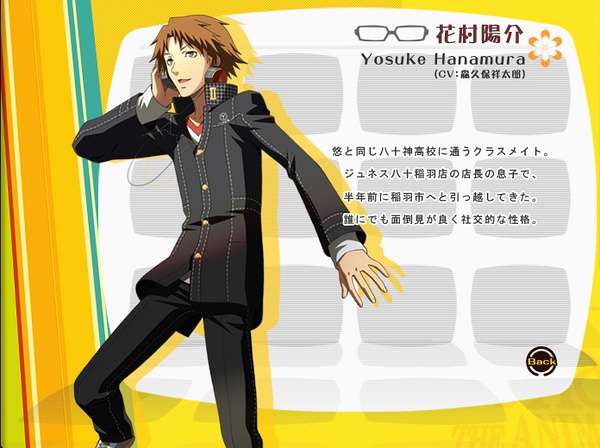 花村陽介
Yosuke Hanamura
(CV:森久保祥太郎)
悠と同じ八十神高校に通うクラスメイト。
ジュネス八十稲羽店の店長の息子で、
半年前に稲羽市へと引っ越してきた。
誰にでも面倒見が良く社交的な性格。
Back
THE ANIM